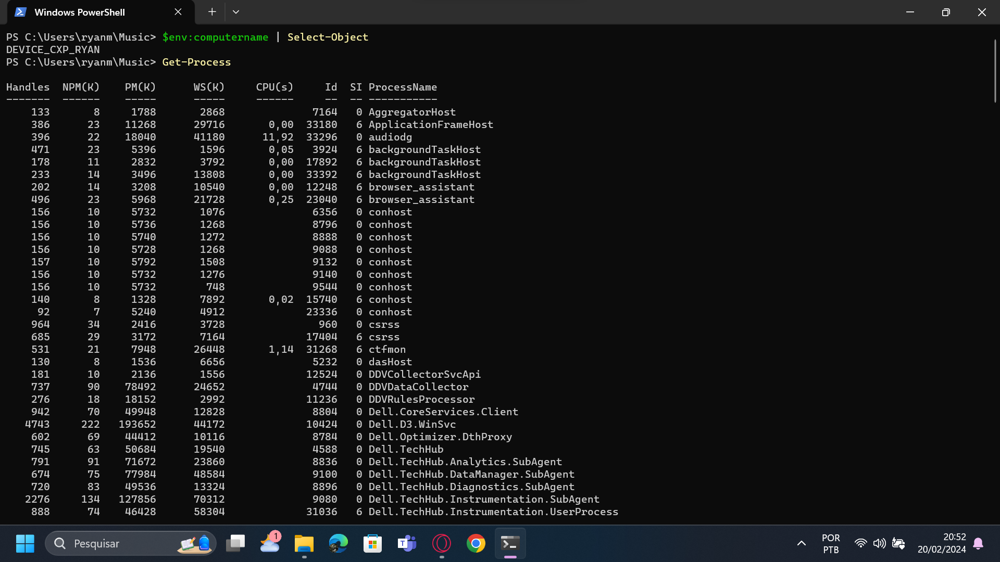 Windows PowerShell
PS C:\Users\ryanm\Music> $env:computername | Select-Object
DEVICE_CXP_RYAN
PS C:\Users\ryanm\Music> Get-Process
Handles  NPM(K)    PM(K)      WS(K)     CPU(s)     Id  SI ProcessName
-------  ------    -----      -----     ------     --  -- -----------
    133       8     1788       2868              7164   0 AggregatorHost
    386      23    11268      29716       0,00  33180   6 ApplicationFrameHost
    396      22    18040      41180      11,92  33296   0 audiodg
    471      23     5396       1596       0,05   3924   6 backgroundTaskHost
    178      11     2832       3792       0,00  17892   6 backgroundTaskHost
    233      14     3496      13808       0,00  33392   6 backgroundTaskHost
    202      14     3208      10540       0,00  12248   6 browser_assistant
    496      23     5968      21728       0,25  23040   6 browser_assistant
    156      10     5732       1076              6356   0 conhost
    156      10     5736       1268              8796   0 conhost
    156      10     5740       1272              8888   0 conhost
    156      10     5728       1268              9088   0 conhost
    157      10     5792       1508              9132   0 conhost
    156      10     5732       1276              9140   0 conhost
    156      10     5732        748              9544   0 conhost
    140       8     1328       7892       0,02  15740   6 conhost
     92       7     5240       4912             23336   0 conhost
    964      34     2416       3728               960   0 csrss
    685      29     3172       7164             17404   6 csrss
    531      21     7948      26448       1,14  31268   6 ctfmon
    130       8     1536       6656              5232   0 dasHost
    181      10     2136       1556             12524   0 DDVCollectorSvcApi
    737      90    78492      24652              4744   0 DDVDataCollector
    276      18    18152       2992             11236   0 DDVRulesProcessor
    942      70    49948      12828              8804   0 Dell.CoreServices.Client
   4743     222   193652      44172             10424   0 Dell.D3.WinSvc
    602      69    44412      10116              8784   0 Dell.Optimizer.DthProxy
    745      63    50684      19540              4588   0 Dell.TechHub
    791      91    71672      23860              8836   0 Dell.TechHub.Analytics.SubAgent
    674      75    77984      48584              9100   0 Dell.TechHub.DataManager.SubAgent
    720      83    49536      13324              8896   0 Dell.TechHub.Diagnostics.SubAgent
   2276     134   127856      70312              9080   0 Dell.TechHub.Instrumentation.SubAgent
    888      74    46428      58304             31036   6 Dell.TechHub.Instrumentation.UserProcess
Pesquisar
1
T
POR
PTB
20:52
20/02/2024